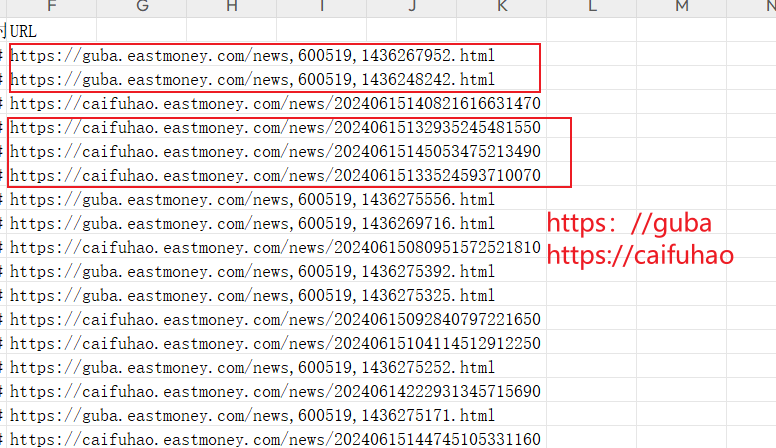 F G H I J K L M N
URL
# https://guba.eastmoney.com/news,600519,1436267952.html
# https://guba.eastmoney.com/news,600519,1436248242.html
# https://caifuhao.eastmoney.com/news/20240615140821616631470
# https://caifuhao.eastmoney.com/news/20240615132935245481550
# https://caifuhao.eastmoney.com/news/20240615145053475213490
# https://caifuhao.eastmoney.com/news/20240615133524593710070
# https://guba.eastmoney.com/news,600519,1436275556.html
# https://guba.eastmoney.com/news,600519,1436269716.html
# https://caifuhao.eastmoney.com/news/20240615080951572521810
# https://guba.eastmoney.com/news,600519,1436275392.html
# https://guba.eastmoney.com/news,600519,1436275325.html
# https://caifuhao.eastmoney.com/news/20240615092840797221650
# https://caifuhao.eastmoney.com/news/20240615104114512912250
# https://guba.eastmoney.com/news,600519,1436275252.html
# https://caifuhao.eastmoney.com/news/20240614222931345715690
# https://guba.eastmoney.com/news,600519,1436275171.html
# https://caifuhao.eastmoney.com/news/20240615144745105331160
https：//guba
https://caifuhao